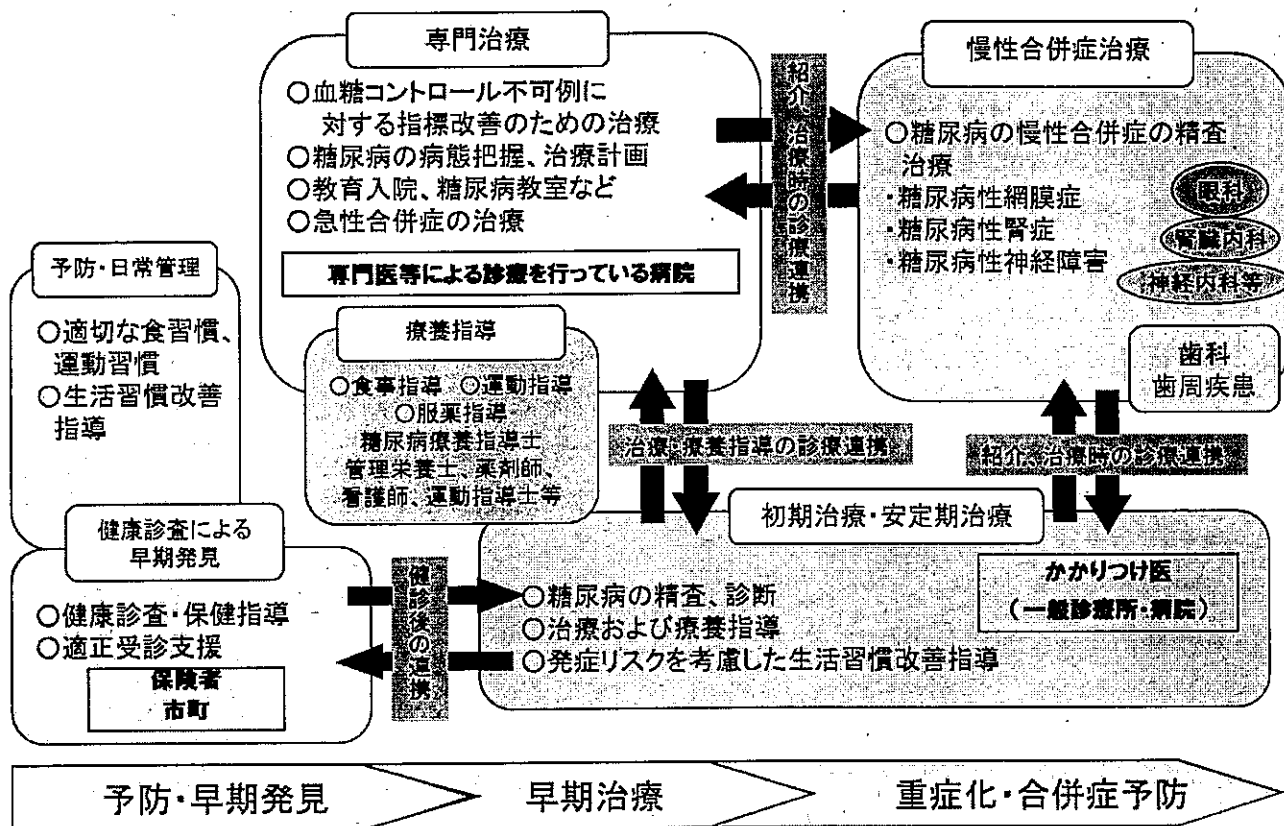 専門治療
○血糖コントロール不可例に
対する指標改善のための治療
○糖尿病の病態把握、治療計画
○教育入院、糖尿病教室など
○急性合併症の治療
専門医等による診療を行っている病院
紹介、治療時の診療連携
慢性合併症治療
○糖尿病の慢性合併症の精査
治療
・糖尿病性網膜症
・糖尿病性腎症
・糖尿病性神経障害
眼科
腎臓内科
神経内科等
歯科
歯周疾患
予防・日常管理
○適切な食習慣、
運動習慣
○生活習慣改善
指導
療養指導
○食事指導 ○運動指導
○服薬指導
糖尿病療養指導士
管理栄養士、薬剤師、
看護師、運動指導士等
治療・療養指導の診療連携
紹介、治療時の診療連携
健康診査による
早期発見
○健康診査・保健指導
○適正受診支援
保険者
市町
健診後の連携
初期治療・安定期治療
○糖尿病の精査、診断
○治療および療養指導
○発症リスクを考慮した生活習慣改善指導
かかりつけ医
(一般診療所・病院)
予防・早期発見
早期治療
重症化・合併症予防